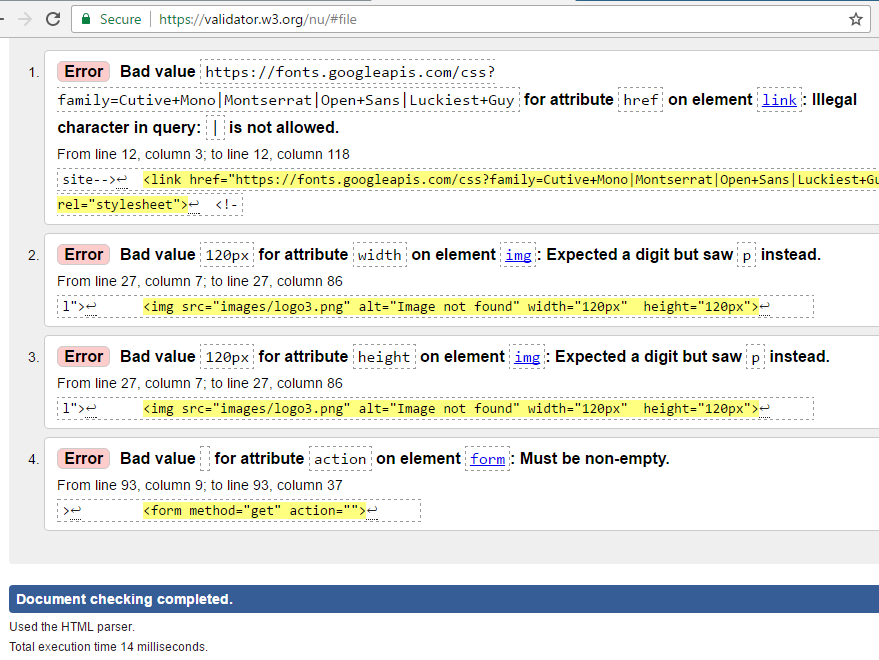 Secure https://validator.w3.org/nu/#file
1. Error Bad value https://fonts.googleapis.com/css?
family=Cutive+Mono|Montserrat|Open+Sans|Luckiest+Guy for attribute href on element link: Illegal
character in query: | is not allowed.
From line 12, column 3; to line 12, column 118
site-->↩ <link href="https://fonts.googleapis.com/css?family=Cutive+Mono|Montserrat|Open+Sans|Luckiest+Gu
rel="stylesheet">↩ <!-
2. Error Bad value 120px for attribute width on element img: Expected a digit but saw p instead.
From line 27, column 7; to line 27, column 86
l">↩ <img src="images/logo3.png" alt="Image not found" width="120px"  height="120px">↩
3. Error Bad value 120px for attribute height on element img: Expected a digit but saw p instead.
From line 27, column 7; to line 27, column 86
l">↩ <img src="images/logo3.png" alt="Image not found" width="120px"  height="120px">↩
4. Error Bad value for attribute action on element form: Must be non-empty.
From line 93, column 9; to line 93, column 37
>↩ <form method="get" action="">↩
Document checking completed.
Used the HTML parser.
Total execution time 14 milliseconds.